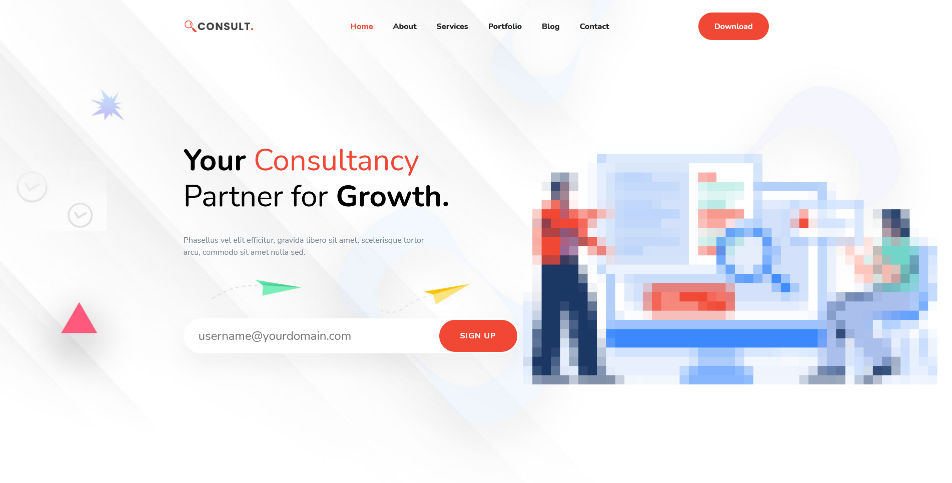 CONSULT.
Home About Services Portfolio Blog Contact
Download
Your Consultancy
Partner for Growth.
Phasellus vel elit efficitur, gravida libero sit amet, scelerisque tortor
arcu, commodo sit amet nulla sed.
username@yourdomain.com
SIGN UP